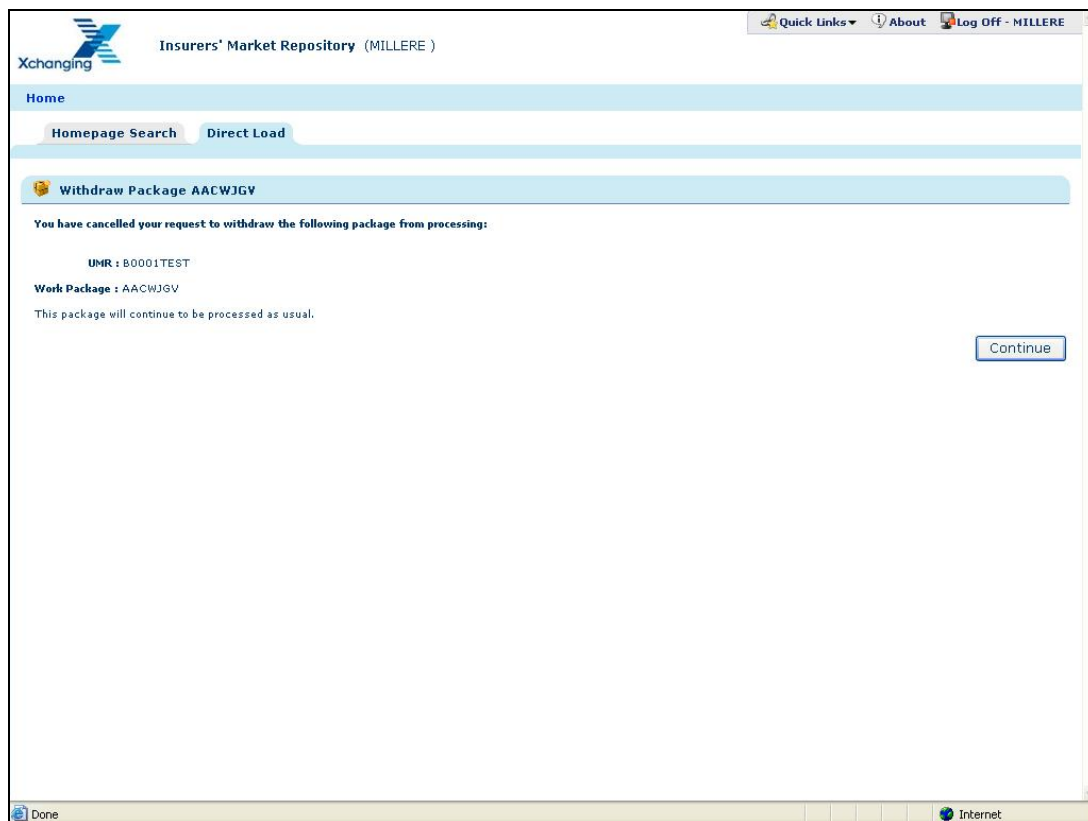 Quick Links About Log Off - MILLERE
Xchanging
Insurers' Market Repository (MILLERE )
Home
Homepage Search Direct Load
Withdraw Package AACWJGV
You have cancelled your request to withdraw the following package from processing:
UMR : B0001TEST
Work Package : AACWJGV
This package will continue to be processed as usual.
Continue
Done Internet